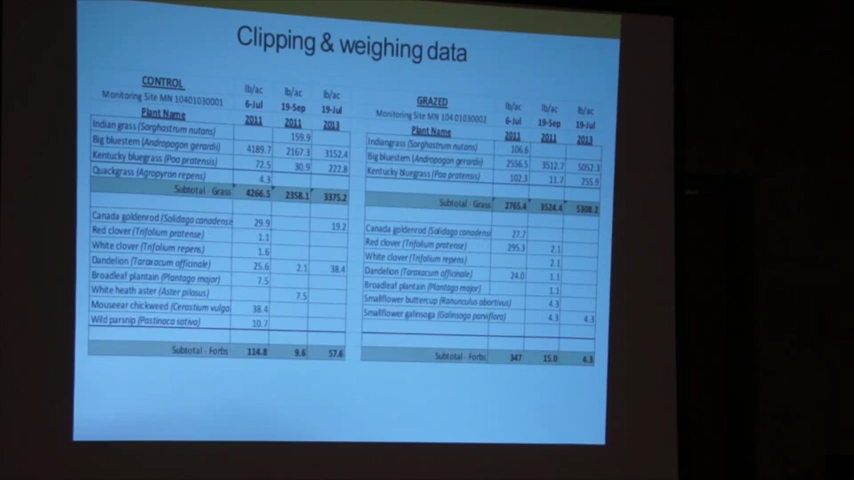 Clipping & weighing data
CONTROL
Monitoring Site MN 10401030001
Plant Name
lb/ac 6-Jul 2011
lb/ac 19-Sep 2011
lb/ac 19-Jul 2013
Indian grass (Sorghastrum nutans) 159.9
Big bluestem (Andropogon gerardii) 4189.7 2167.3 3152.4
Kentucky bluegrass (Poa pratensis) 72.5 30.9 222.8
Quackgrass (Agropyron repens) 4.3
Subtotal - Grass 4266.5 2358.1 3375.2
Canada goldenrod (Solidago canadensis 29.9 19.2
Red clover (Trifolium pratense) 1.1
White clover (Trifolium repens) 1.6
Dandelion (Taraxacum officinale) 25.6 2.1 38.4
Broadleaf plantain (Plantago major) 7.5
White heath aster (Aster pilosus) 7.5
Mouseear chickweed (Cerastium vulga 38.4
Wild parsnip (Pastinaca sativa) 10.7
Subtotal - Forbs 114.8 9.6 57.6
GRAZED
Monitoring Site MN 104 01030002
Plant Name
lb/ac 6-Jul 2011
lb/ac 19-Sep 2011
lb/ac 19-Jul 2013
Indiangrass (Sorghastrum nutans) 106.6
Big bluestem (Andropogon gerardii) 2556.5 3512.7 5052.3
Kentucky bluegrass (Poa pratensis) 102.3 11.7 255.9
Subtotal - Grass 2765.4 3524.4 5308.2
Canada goldenrod (Solidago canadensi 27.7
Red clover (Trifolium pratense) 295.3 2.1
White clover (Trifolium repens) 2.1
Dandelion (Taraxacum officinale) 24.0 1.1
Broadleaf plantain (Plantago major) 1.1
Smallflower buttercup (Ranunculus abortivus) 4.3
Smallflower galinsoga (Galinsoga parviflora) 4.3 4.3
Subtotal - Forbs 347 15.0 4.3